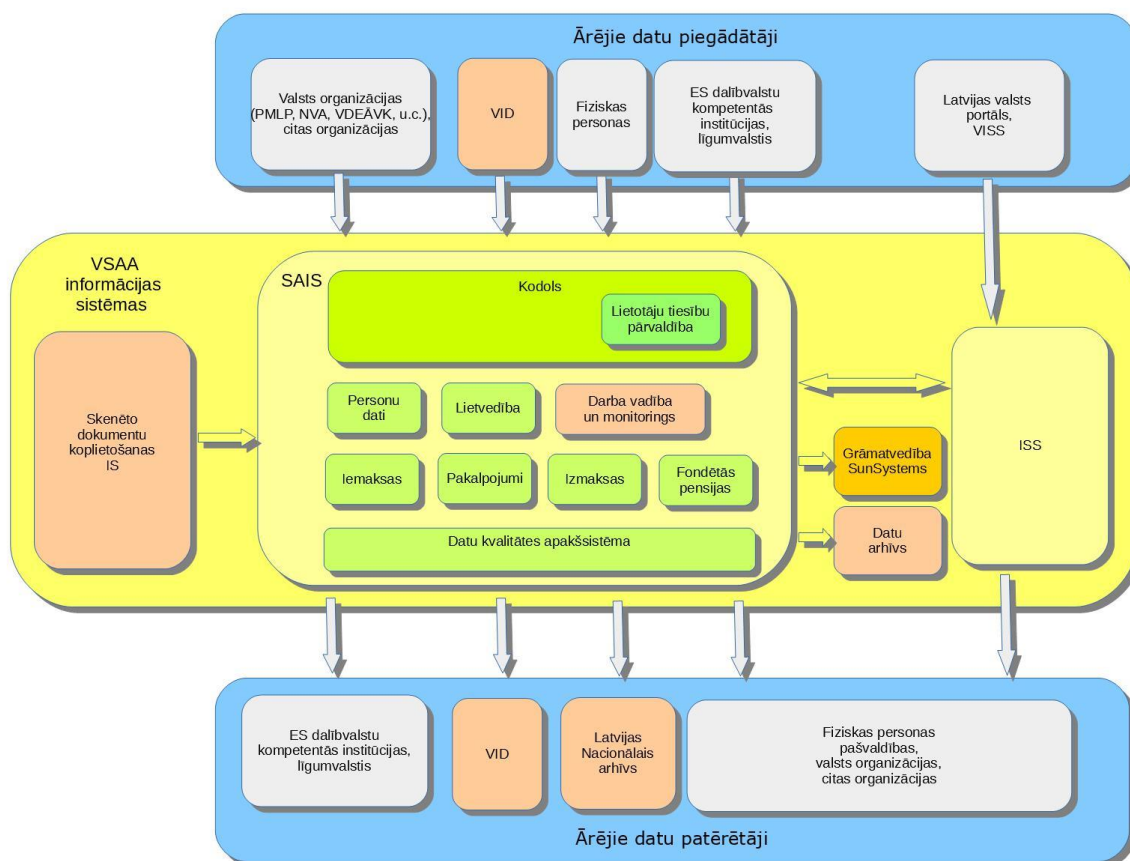 Ārējie datu piegādātāji
Valsts organizācijas
(PMLP, NVA, VDEĀVK, u.c.),
citas organizācijas
VID
Fiziskas
personas
ES dalībvalstu
kompetentās
institūcijas,
līgumvalstis
Latvijas valsts
portāls,
VISS
VSAA
informācijas
sistēmas
SAIS
Kodols
Lietotāju tiesību
pārvaldība
Skenēto
dokumentu
koplietošanas
IS
Personu
dati
Lietvedība
Darba vadība
un monitorings
Iemaksas
Pakalpojumi
Izmaksas
Fondētās
pensijas
Datu kvalitātes apakšsistēma
Grāmatvedība
SunSystems
Datu
arhīvs
ISS
ES dalībvalstu
kompetentās institūcijas,
līgumvalstis
VID
Latvijas
Nacionālais
arhīvs
Fiziskas personas
pašvaldības,
valsts organizācijas,
citas organizācijas
Ārējie datu patērētāji